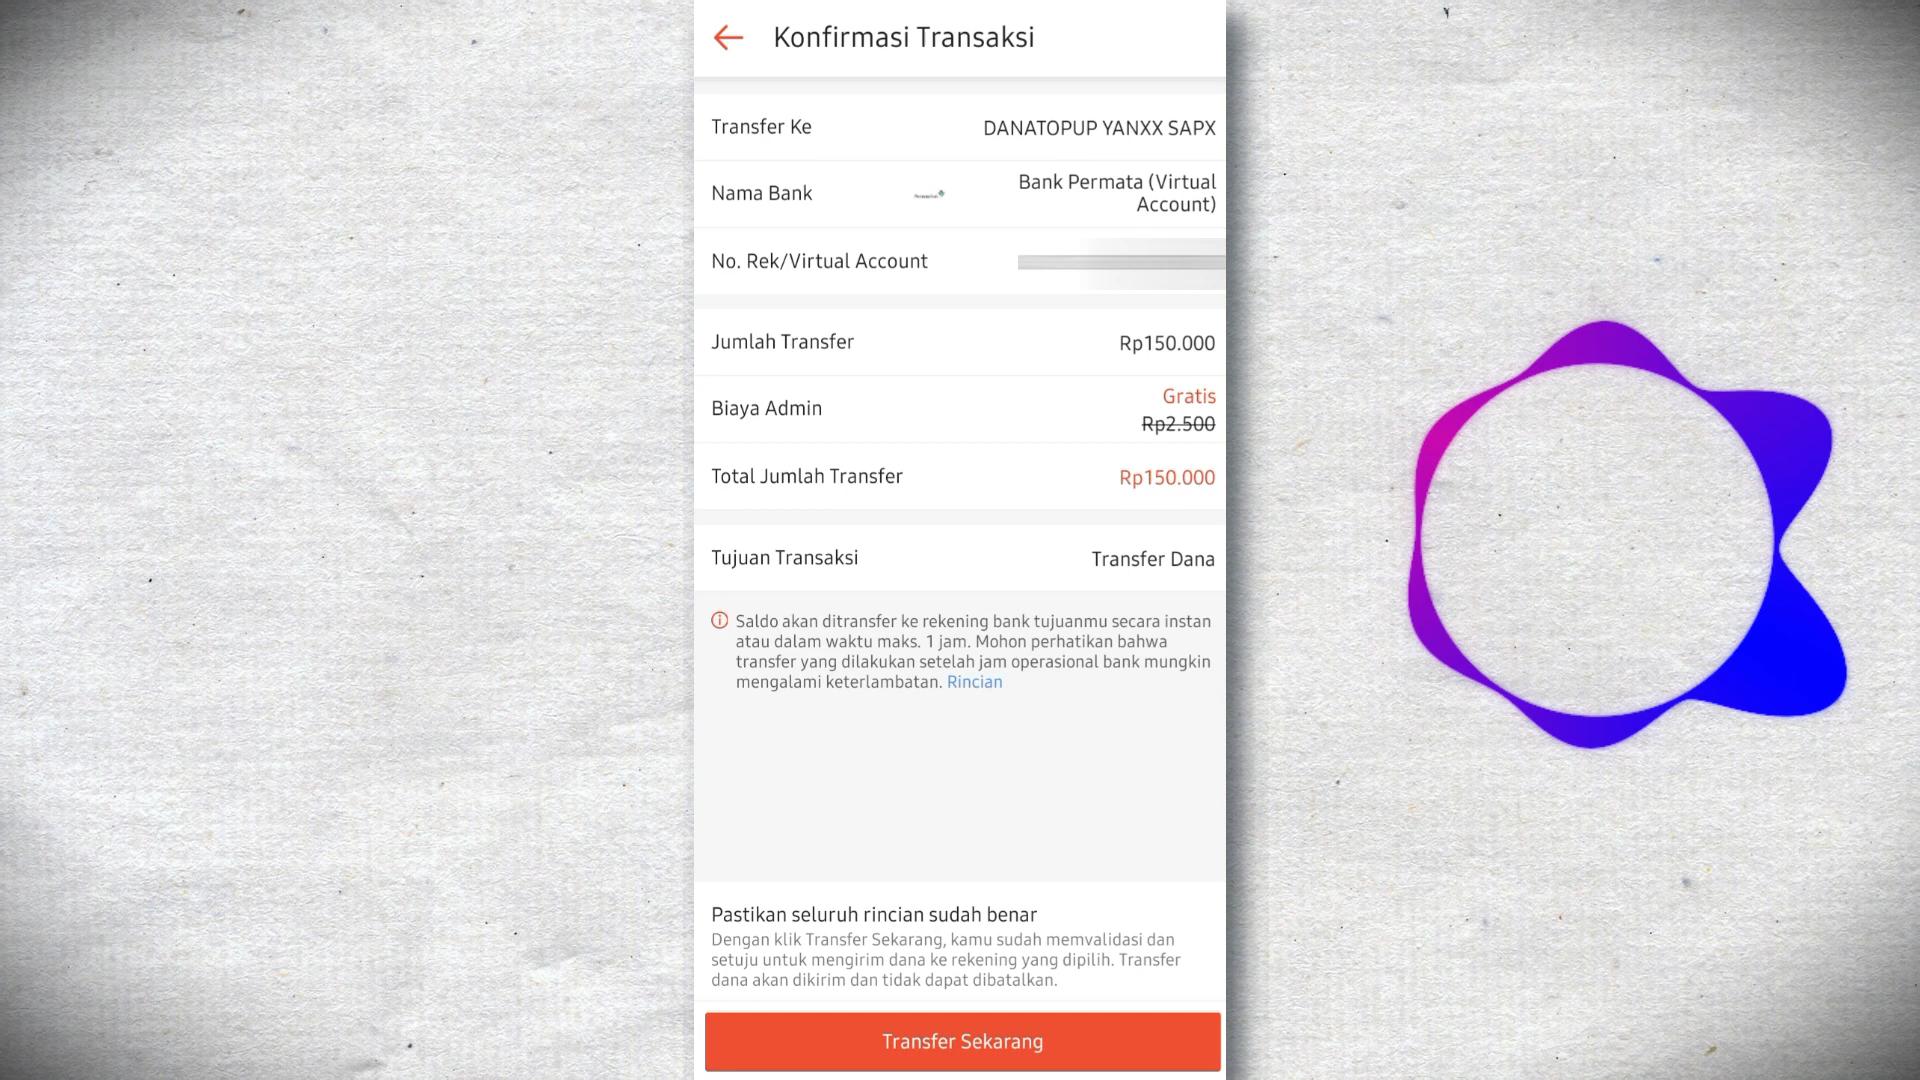 Konfirmasi Transaksi
Transfer Ke
DANATOPUP YANXX SAPX
Nama Bank
Bank Permata (Virtual
Account)
No. Rek/Virtual Account
Jumlah Transfer
Rp150.000
Biaya Admin
Gratis
Rp2.500
Total Jumlah Transfer
Rp150.000
Tujuan Transaksi
Transfer Dana
Saldo akan ditransfer ke rekening bank tujuanmu secara instan
atau dalam waktu maks. 1 jam. Mohon perhatikan bahwa
transfer yang dilakukan setelah jam operasional bank mungkin
mengalami keterlambatan. Rincian
Pastikan seluruh rincian sudah benar
Dengan klik Transfer Sekarang, kamu sudah memvalidasi dan
setuju untuk mengirim dana ke rekening yang dipilih. Transfer
dana akan dikirim dan tidak dapat dibatalkan.
Transfer Sekarang